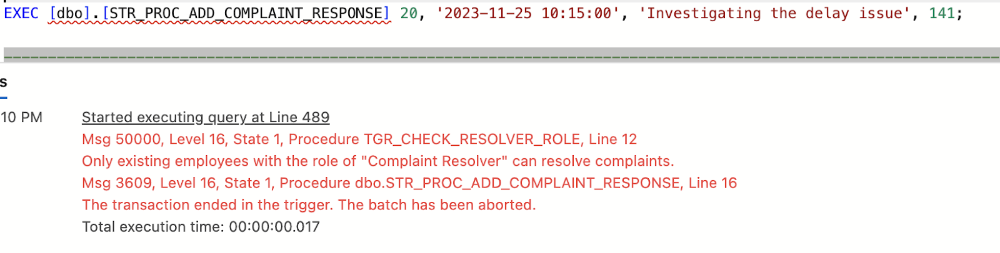 EXEC [dbo].[STR_PROC_ADD_COMPLAINT_RESPONSE] 20, '2023-11-25 10:15:00', 'Investigating the delay issue', 141;
--------------------------------------------------------------------------------------------------------------------
s
10 PM Started executing query at Line 489
Msg 50000, Level 16, State 1, Procedure TGR_CHECK_RESOLVER_ROLE, Line 12
Only existing employees with the role of "Complaint Resolver" can resolve complaints.
Msg 3609, Level 16, State 1, Procedure dbo.STR_PROC_ADD_COMPLAINT_RESPONSE, Line 16
The transaction ended in the trigger. The batch has been aborted.
Total execution time: 00:00:00.017